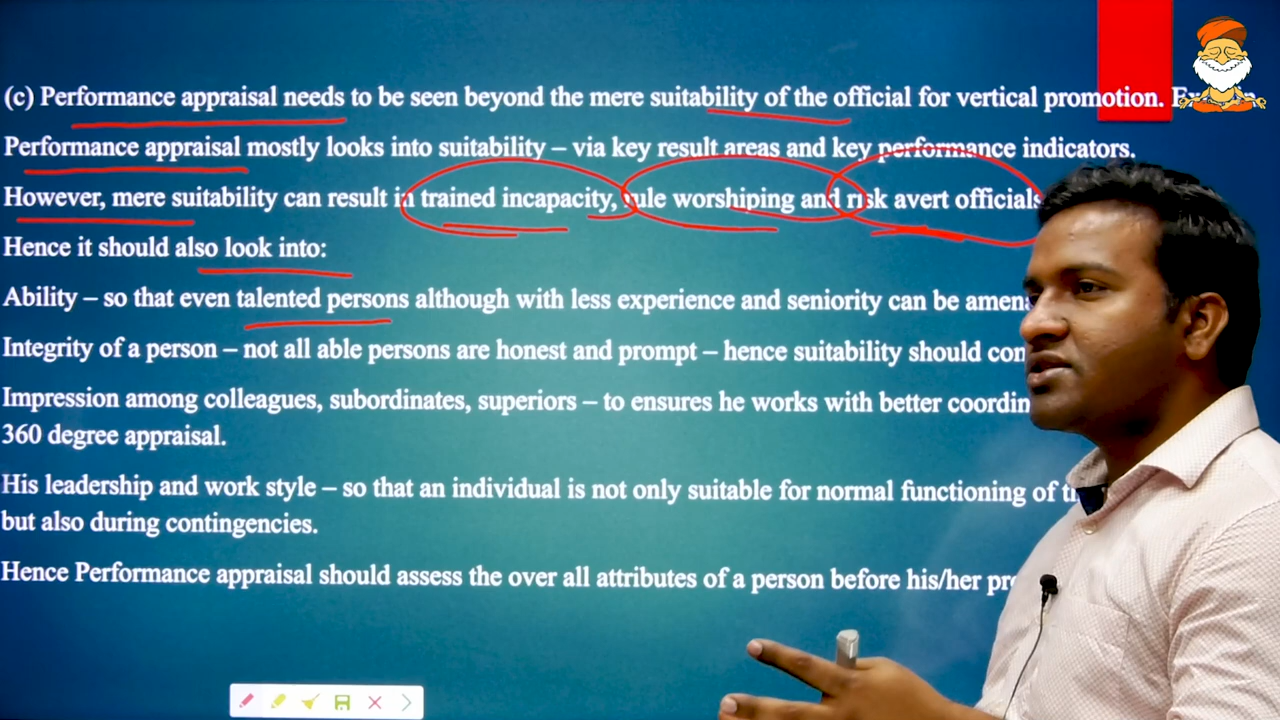 (c) Performance appraisal needs to be seen beyond the mere suitability of the official for vertical promotion.
Performance appraisal mostly looks into suitability – via key result areas and key performance indicators.
However, mere suitability can result in trained incapacity, rule worshiping and risk avert officials
Hence it should also look into:
Ability – so that even talented persons although with less experience and seniority can be
Integrity of a person – not all able persons are honest and prompt – hence suitability should
Impression among colleagues, subordinates, superiors – to ensures he works with better
360 degree appraisal.
His leadership and work style – so that an individual is not only suitable for normal functioning of
but also during contingencies.
Hence Performance appraisal should assess the over all attributes of a person before his/her